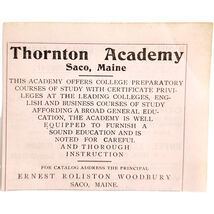 Thornton Academy
Saco, Maine
THIS ACADEMY OFFERS COLLEGE PREPARATORY
COURSES OF STUDY WITH CERTIFICATE PRIVI-
LEGES AT THE LEADING COLLEGES, ENG-
LISH AND BUSINESS COURSES OF STUDY
AFFORDING A BROAD GENERAL EDU-
CATION, THE ACADEMY IS WELL
EQUIPPED TO FURNISH A
SOUND EDUCATION AND IS
NOTED FOR CAREFUL
AND THOROUGH
INSTRUCTION
FOR CATALOG ADDRESS THE PRINCIPAL
ERNEST ROLISTON WOODBURY
SACO, MAINE.